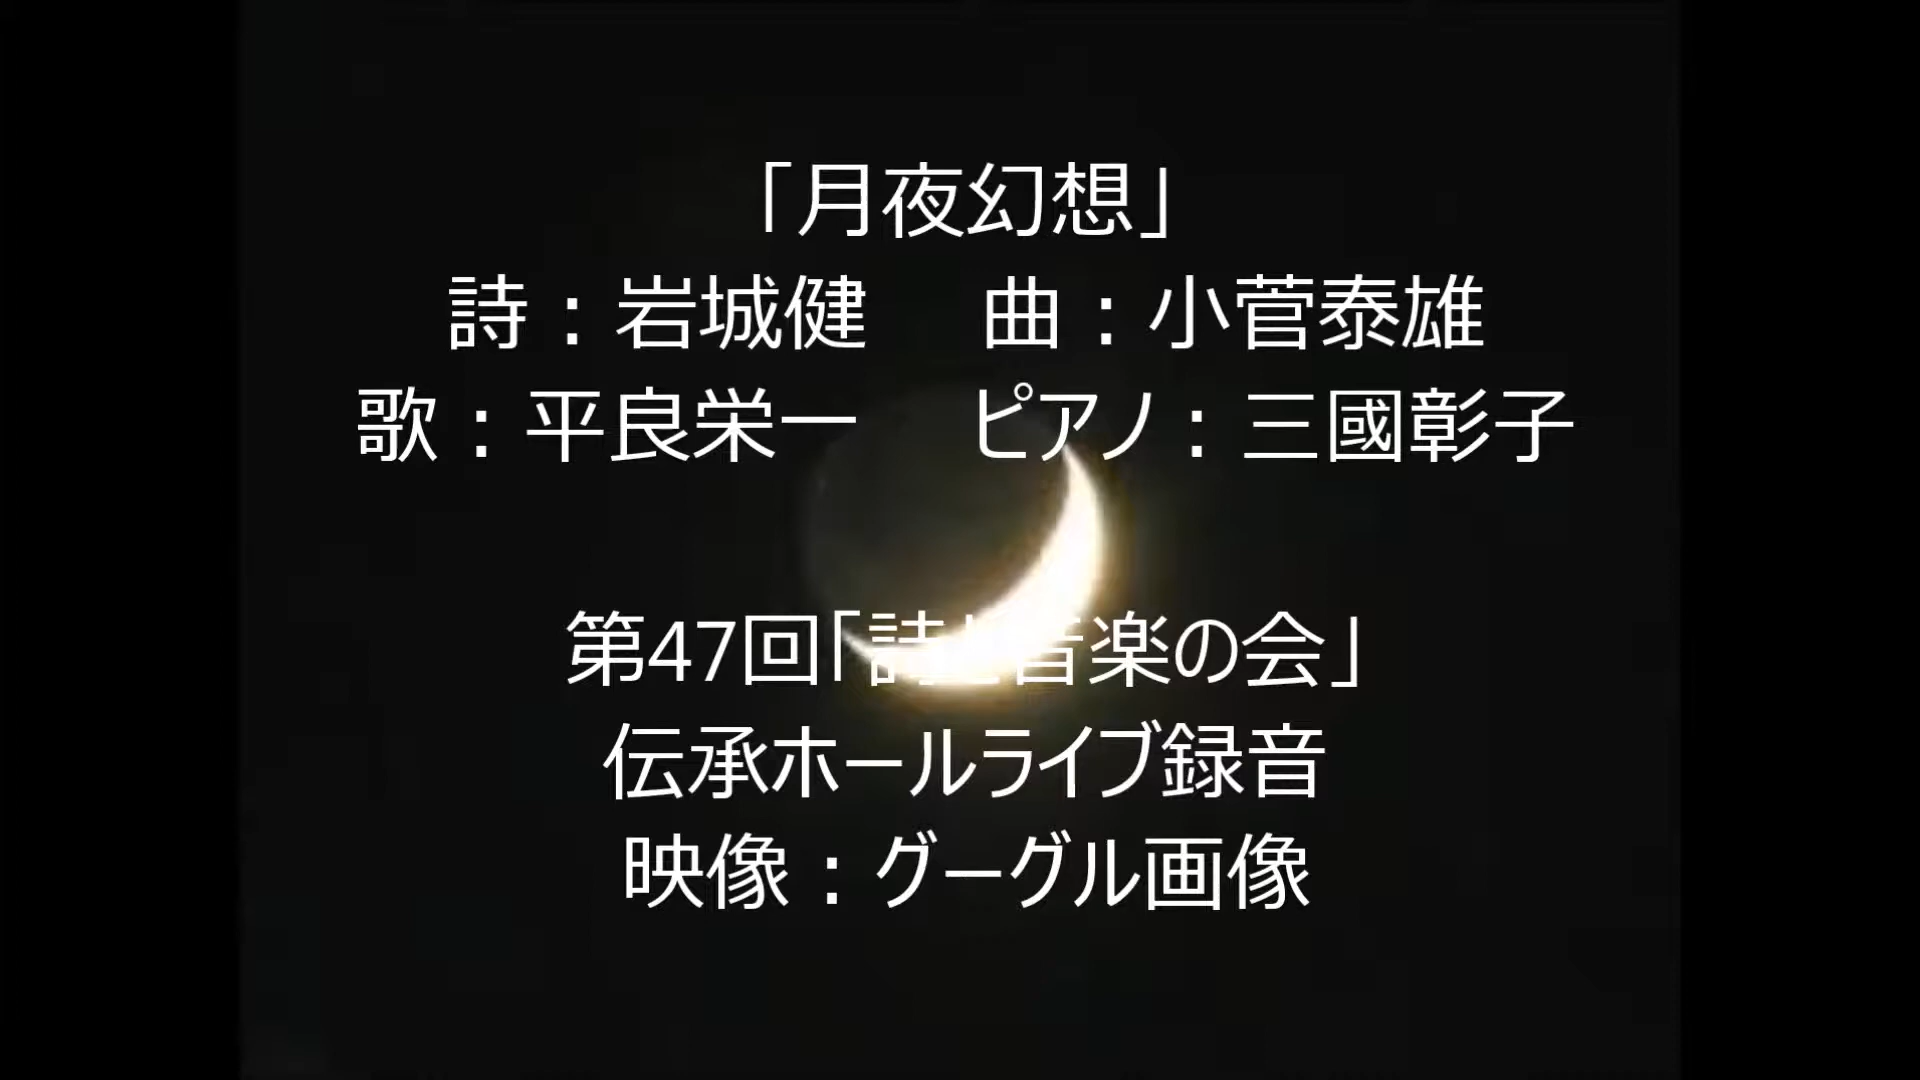 「月夜幻想」
詩：岩城健　曲：小菅泰雄
歌：平良栄一　ピアノ：三國彰子
第47回「詩と音楽の会」
伝承ホールライブ録音
映像：グーグル画像